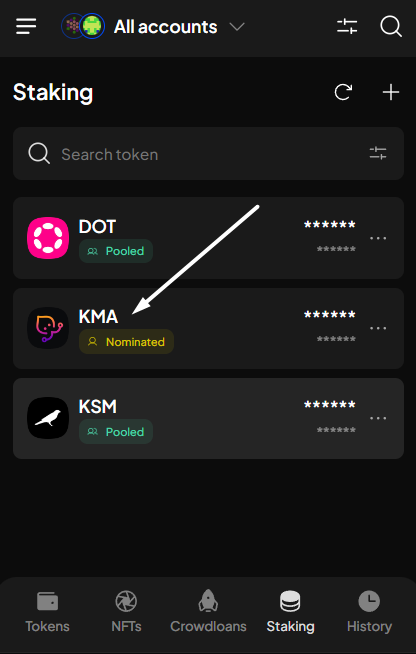 All accounts
Staking
Search token
DOT
******
Pooled
******
KMA
******
Nominated
******
KSM
******
Pooled
******
Tokens
NFTs
Crowdloans
Staking
History